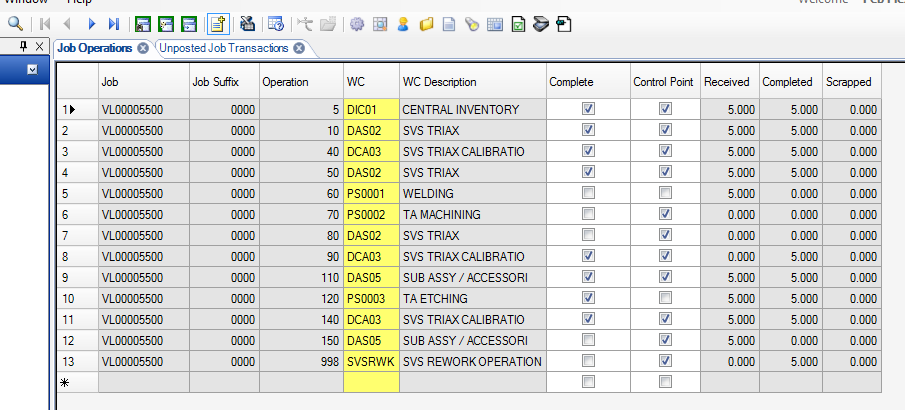 Window Help Welcome
Job Operations Unposted Job Transactions
Job Job Suffix Operation WC WC Description Complete Control Point Received Completed Scrapped
1 VL00005500 0000 5 DIC01 CENTRAL INVENTORY 5.000 5.000 0.000
2 VL00005500 0000 10 DAS02 SVS TRIAX 5.000 5.000 0.000
3 VL00005500 0000 40 DCA03 SVS TRIAX CALIBRATIO 5.000 5.000 0.000
4 VL00005500 0000 50 DAS02 SVS TRIAX 5.000 5.000 0.000
5 VL00005500 0000 60 PS0001 WELDING 5.000 0.000 0.000
6 VL00005500 0000 70 PS0002 TA MACHINING 0.000 0.000 0.000
7 VL00005500 0000 80 DAS02 SVS TRIAX 0.000 0.000 0.000
8 VL00005500 0000 90 DCA03 SVS TRIAX CALIBRATIO 0.000 5.000 0.000
9 VL00005500 0000 110 DAS05 SUB ASSY / ACCESSORI 5.000 5.000 0.000
10 VL00005500 0000 120 PS0003 TA ETCHING 5.000 5.000 0.000
11 VL00005500 0000 140 DCA03 SVS TRIAX CALIBRATIO 5.000 5.000 0.000
12 VL00005500 0000 150 DAS05 SUB ASSY / ACCESSORI 5.000 0.000 0.000
13 VL00005500 0000 998 SVSRWK SVS REWORK OPERATION 0.000 5.000 0.000